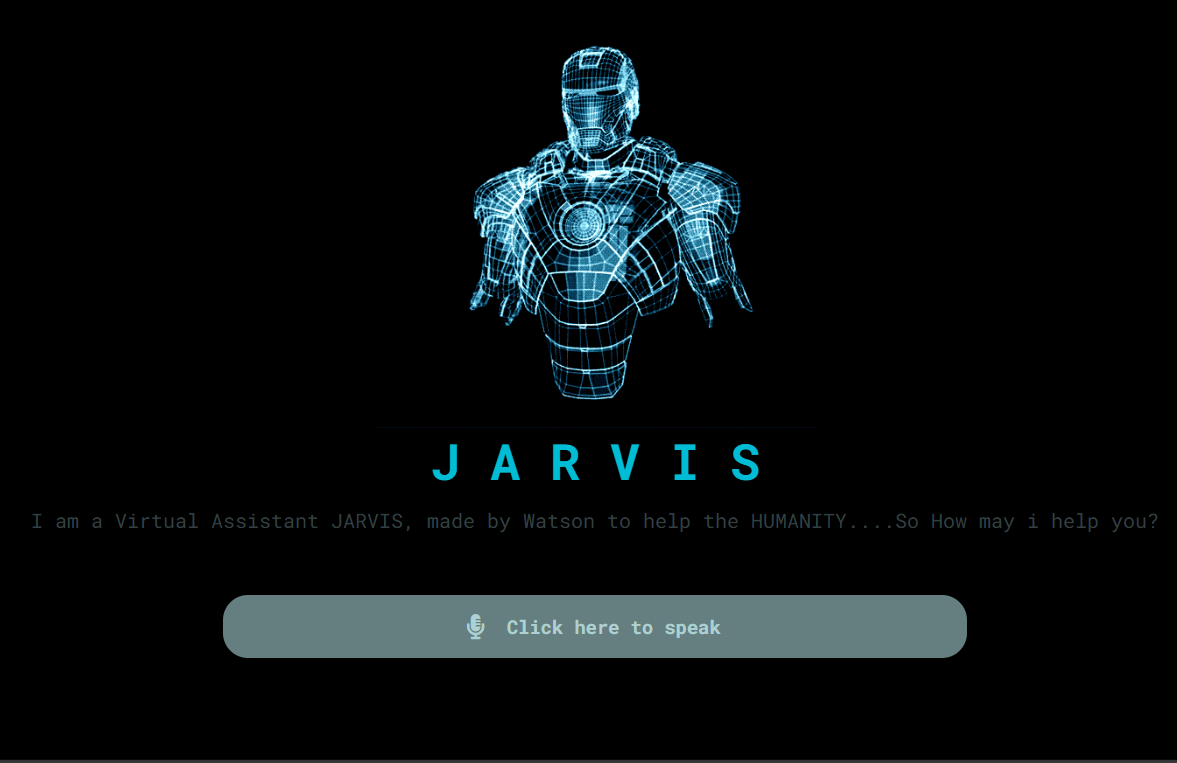 JARVIS
I am a Virtual Assistant JARVIS, made by Watson to help the HUMANITY....So How may i help you?
Click here to speak